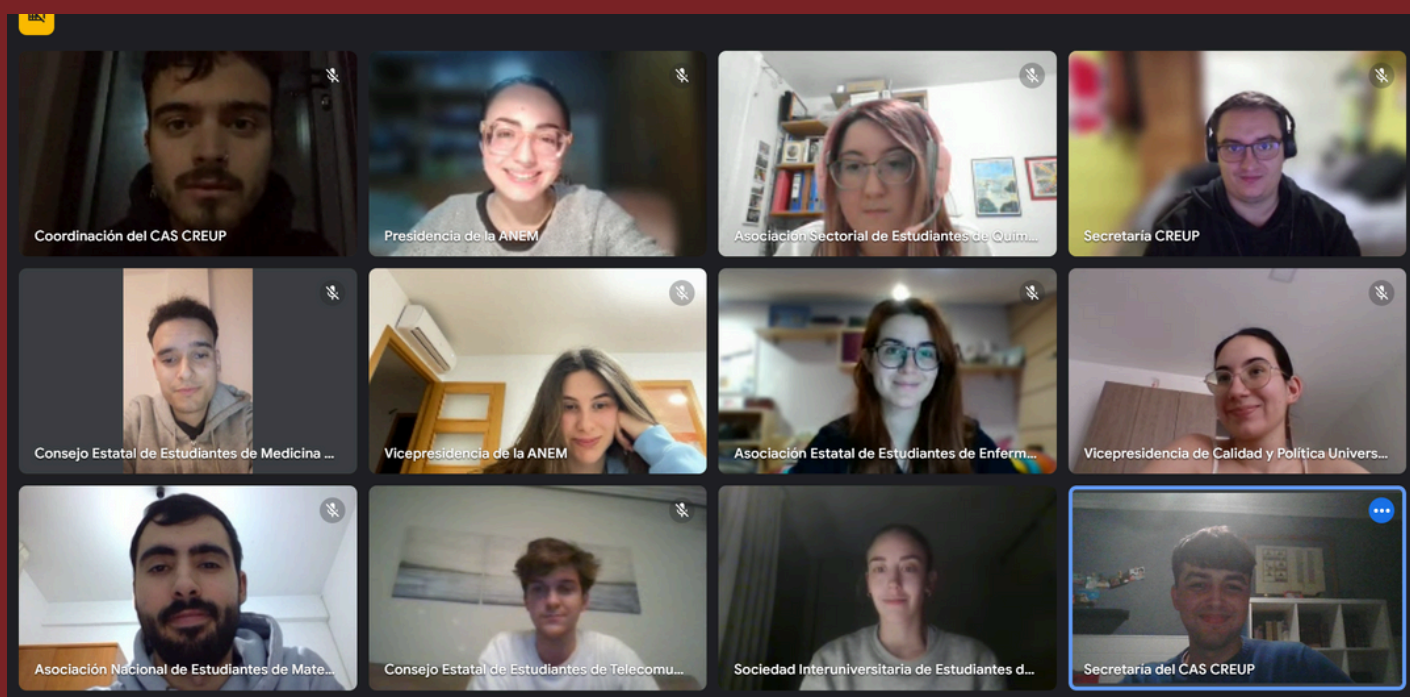 Coordinación del CAS CREUP
Presidencia de la ANEM
Asociación Sectorial de Estudiantes de Quím...
Secretaría CREUP
Consejo Estatal de Estudiantes de Medicina ...
Vicepresidencia de la ANEM
Asociación Estatal de Estudiantes de Enferm...
Vicepresidencia de Calidad y Política Univers...
Asociación Nacional de Estudiantes de Mate...
Consejo Estatal de Estudiantes de Telecomu...
Sociedad Interuniversitaria de Estudiantes d...
Secretaría del CAS CREUP